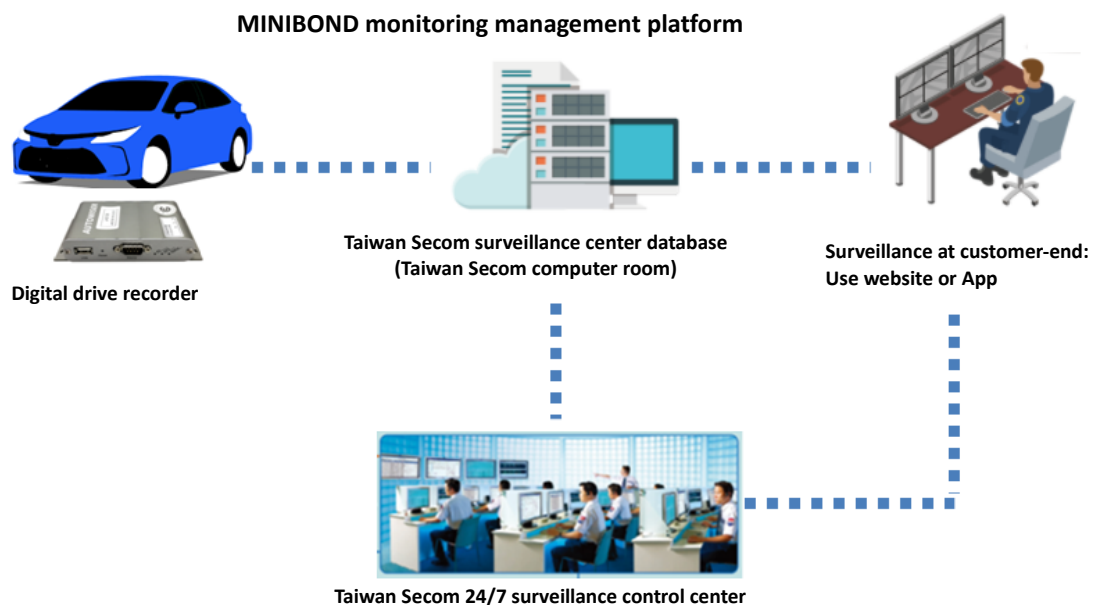 MINIBOND monitoring management platform
AUTOMISER
Taiwan Secom surveillance center database
(Taiwan Secom computer room)
Surveillance at customer-end:
Use website or App
Digital drive recorder
Taiwan Secom 24/7 surveillance control center